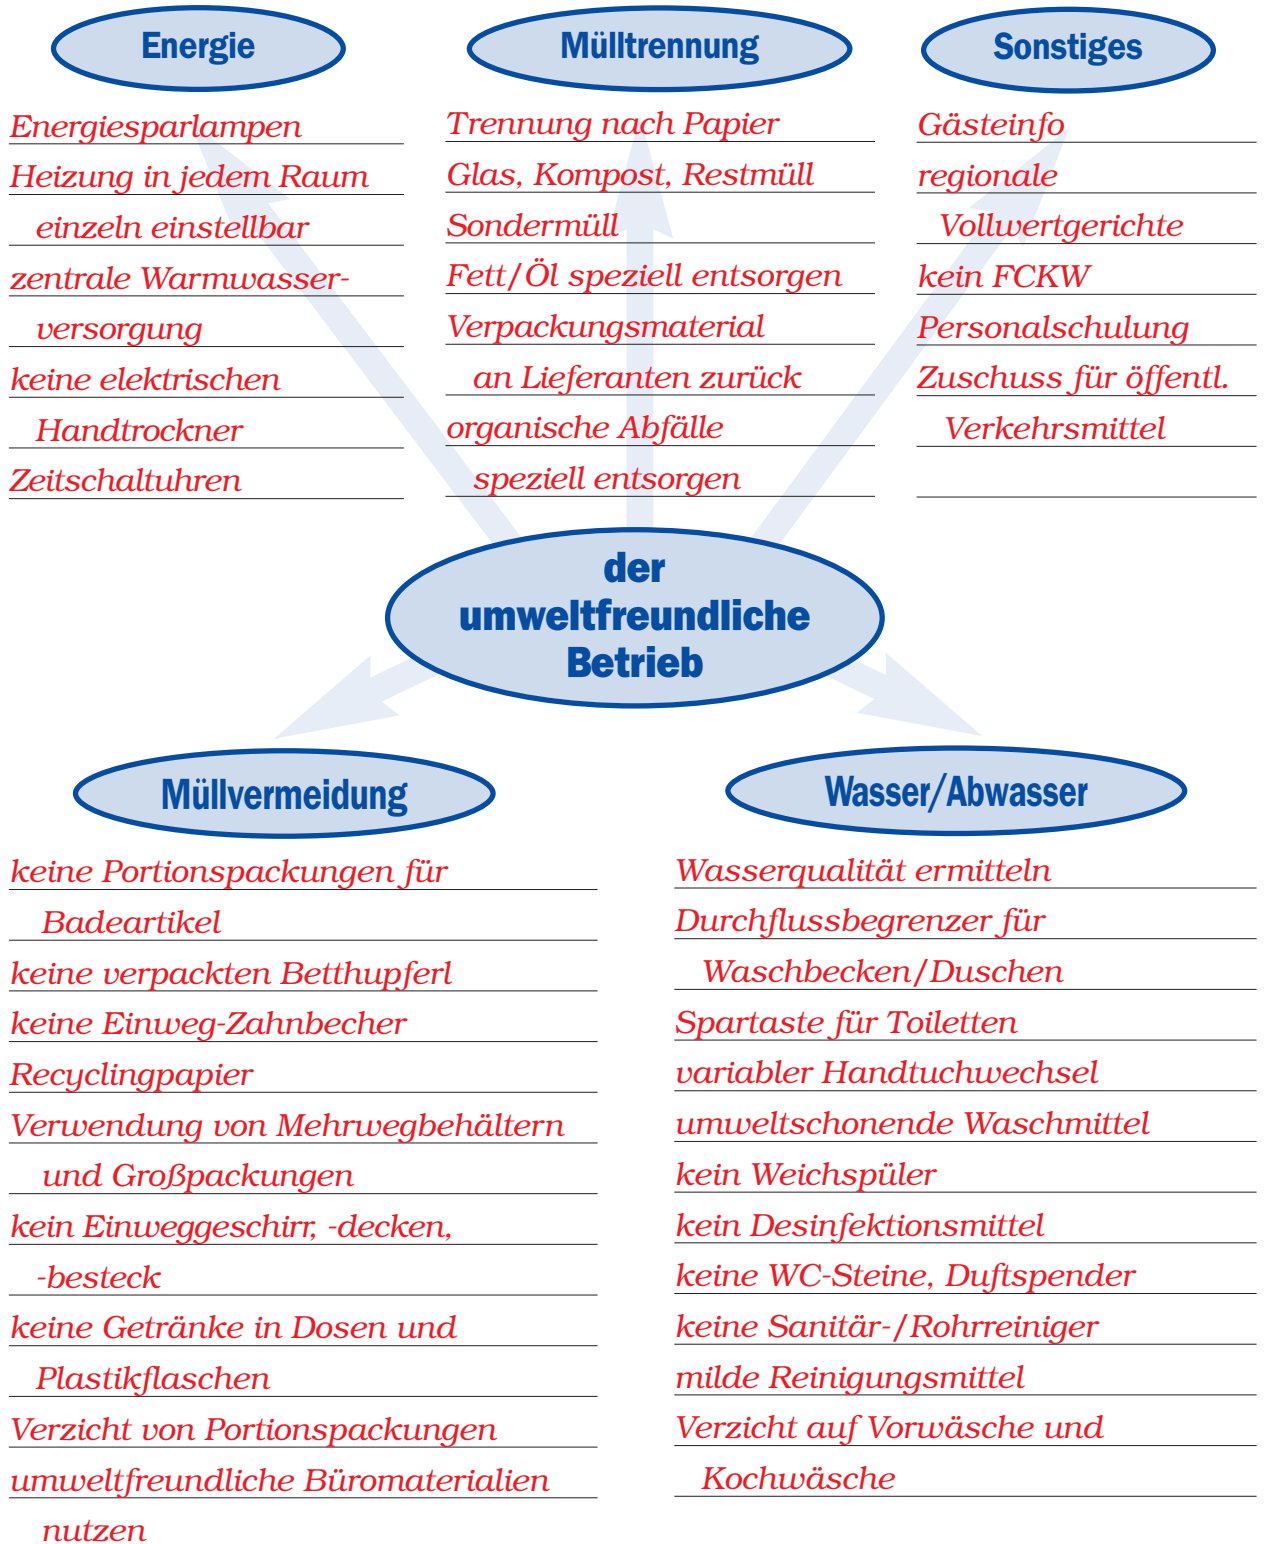 Energie
Energiesparlampen
Heizung in jedem Raum
einzeln einstellbar
zentrale Warmwasser-
versorgung
keine elektrischen
Handtrockner
Zeitschaltuhren
Mülltrennung
Trennung nach Papier
Glas, Kompost, Restmüll
Sondermüll
Fett/Öl speziell entsorgen
Verpackungsmaterial
an Lieferanten zurück
organische Abfälle
speziell entsorgen
Sonstiges
Gästeinfo
regionale
Vollwertgerichte
kein FCKW
Personalschulung
Zuschuss für öffentl.
Verkehrsmittel
der
umweltfreundliche
Betrieb
Müllvermeidung
keine Portionspackungen für
Badeartikel
keine verpackten Betthupferl
keine Einweg-Zahnbecher
Recyclingpapier
Verwendung von Mehrwegbehältern
und Großpackungen
kein Einweggeschirr, -decken,
-besteck
keine Getränke in Dosen und
Plastikflaschen
Verzicht von Portionspackungen
umweltfreundliche Büromaterialien
nutzen
Wasser/Abwasser
Wasserqualität ermitteln
Durchflussbegrenzer für
Waschbecken/Duschen
Spartaste für Toiletten
variabler Handtuchwechsel
umweltschonende Waschmittel
kein Weichspüler
kein Desinfektionsmittel
keine WC-Steine, Duftspender
keine Sanitär-/Rohrreiniger
milde Reinigungsmittel
Verzicht auf Vorwäsche und
Kochwäsche